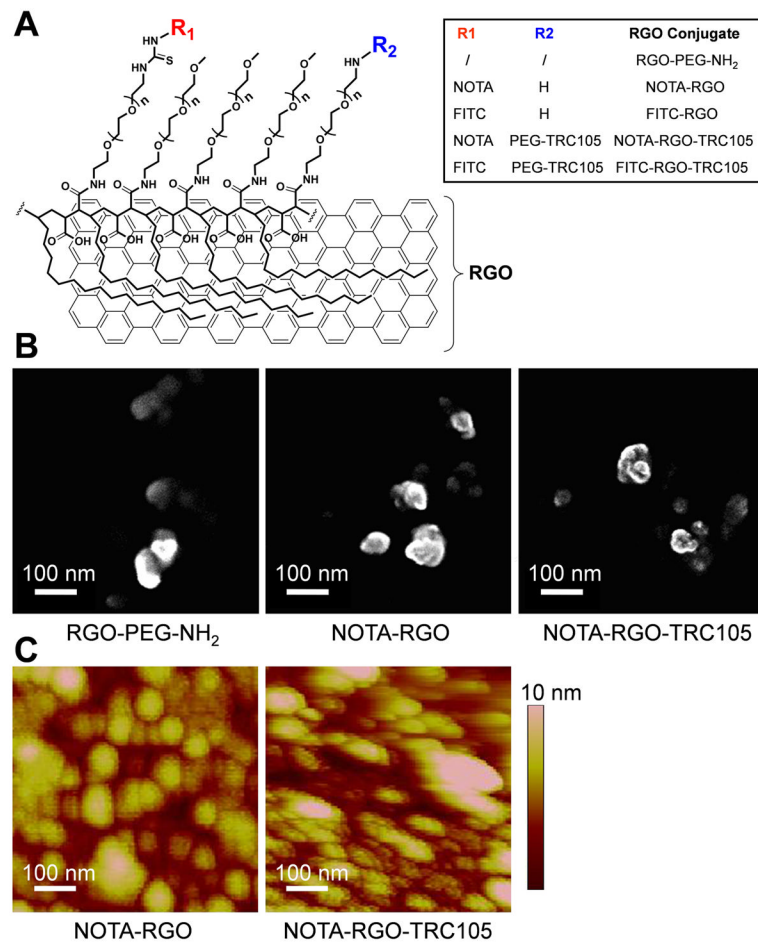 A
R1
HN
HN
S
O
n
O
n
O
n
O
n
O
n
HN
R2
O
O
O
O
O
O
NH
O
NH
O
NH
O
NH
O
NH
O
OH
O
OH
O
OH
O
OH
RGO
R1 R2 RGO Conjugate
/ / RGO-PEG-NH2
NOTA H NOTA-RGO
FITC H FITC-RGO
NOTA PEG-TRC105 NOTA-RGO-TRC105
FITC PEG-TRC105 FITC-RGO-TRC105
B
100 nm 100 nm 100 nm
RGO-PEG-NH2 NOTA-RGO NOTA-RGO-TRC105
C
10 nm
100 nm 100 nm
NOTA-RGO NOTA-RGO-TRC105